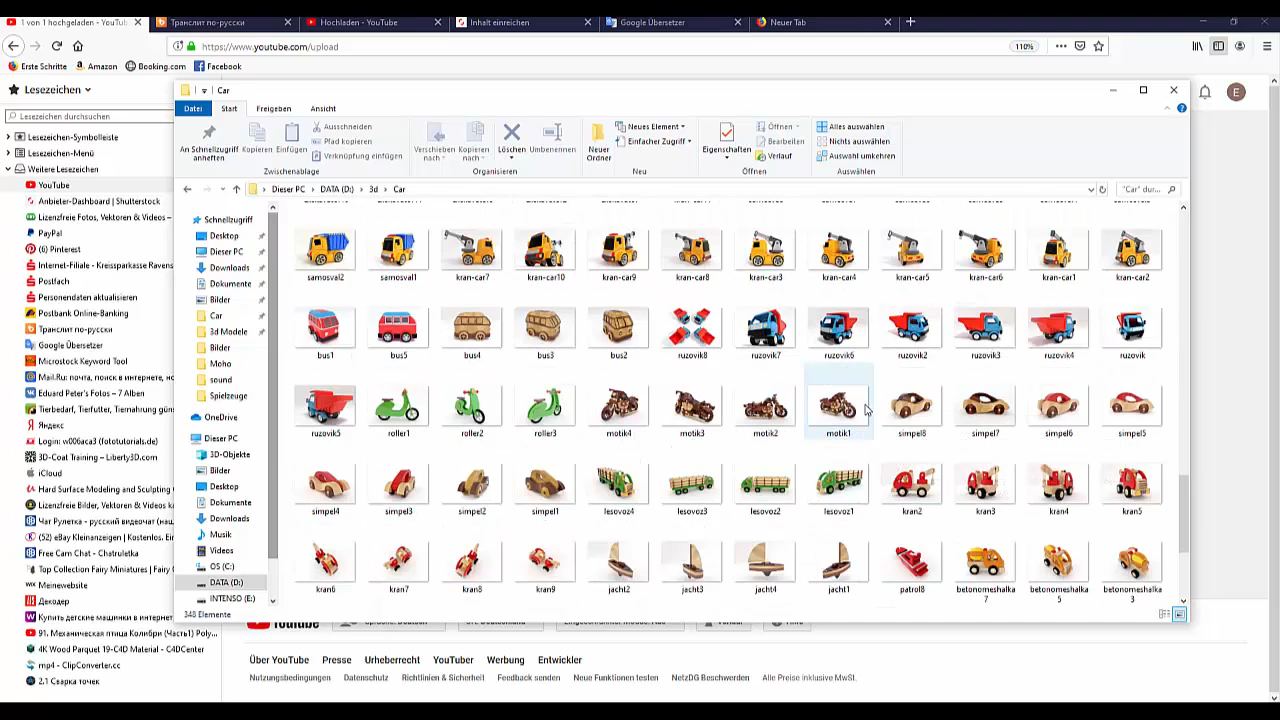 1 von 1 hochgeladen - YouTub
Транслит по-русски
Hochladen - YouTube
Inhalt einreichen
Google Übersetzer
Neuer Tab
https://www.youtube.com/upload
110%
Erste Schritte
Amazon
Booking.com
Facebook
Lesezeichen
Lesezeichen durchsuchen
Lesezeichen-Symbolleiste
Lesezeichen-Menü
Weitere Lesezeichen
YouTube
Anbieter-Dashboard | Shutterstock
Lizenzfreie Fotos, Vektoren & Videos –
PayPal
(6) Pinterest
Internet-Filiale - Kreissparkasse Ravens
Postfach
Personendaten aktualisieren
Postbank Online-Banking
Транслит по-русски
Google Übersetzer
Microstock Keyword Tool
Mail.Ru: почта, поиск в интернете, н
Eduard Peter's Fotos – 7 Alben
Tierbedarf, Tierfutter, Tiernahrung gün
Яндекс
Login: w006aca3 (fototutorials.de)
3D-Coat Training – Liberty3D.com
iCloud
Hard Surface Modeling and Sculpting
Lizenzfreie Bilder, Vektoren & Videos ka
Чат Рулетка - русский видеочат (наш
(52) eBay Kleinanzeigen | Kostenlos. Ein
Free Cam Chat - Chatruletka
Top Collection Fairy Miniatures | Fairy
Meinewebsite
Декодер
Купить детские машинки в интернет
91. Механическая птица Колибри (Часть1) Poly
4K Wood Parquet 19-C4D Material - C4DCenter
mp4 - ClipConverter.cc
2.1 Сварка точек
Car
Datei
Start
Freigeben
Ansicht
An Schnellzugriff anheften
Kopieren
Einfügen
Ausschneiden
Pfad kopieren
Verknüpfung einfügen
Zwischenablage
Verschieben nach
Kopieren nach
Löschen
Umbenennen
Organisieren
Neuer Ordner
Neues Element
Einfacher Zugriff
Neu
Eigenschaften
Öffnen
Bearbeiten
Verlauf
Öffnen
Alles auswählen
Nichts auswählen
Auswahl umkehren
Auswählen
Dieser PC
DATA (D:)
3d
Car
"Car" dur...
Schnellzugriff
Desktop
Dieser PC
Downloads
Dokumente
Bilder
Car
3d Modele
Bilder
Moho
sound
Spielzeuge
OneDrive
Dieser PC
3D-Objekte
Bilder
Desktop
Dokumente
Downloads
Musik
Videos
OS (C:)
DATA (D:)
INTENSO (E:)
348 Elemente
samosval2 samosval1 kran-car7 kran-car10 kran-car9 kran-car8 kran-car3 kran-car4 kran-car5 kran-car6 kran-car1 kran-car2
bus1 bus5 bus4 bus3 bus2 ruzovik8 ruzovik7 ruzovik6 ruzovik2 ruzovik3 ruzovik4 ruzovik
ruzovik5 roller1 roller2 roller3 motik4 motik3 motik2 motik1 simpel8 simpel7 simpel6 simpel5
simpel4 simpel3 simpel2 simpel1 lesovoz4 lesovoz3 lesovoz2 lesovoz1 kran2 kran3 kran4 kran5
kran6 kran7 kran8 kran9 jacht2 jacht3 jacht4 jacht1 patrol8 betonomeshalka7 betonomeshalka5 betonomeshalka3
Über YouTube
Presse
Urheberrecht
YouTuber
Werbung
Entwickler
Nutzungsbedingungen
Datenschutz
Richtlinien & Sicherheit
Feedback senden
Neue Funktionen testen
NetzDG Beschwerden
Alle Preise inklusive MwSt.
E